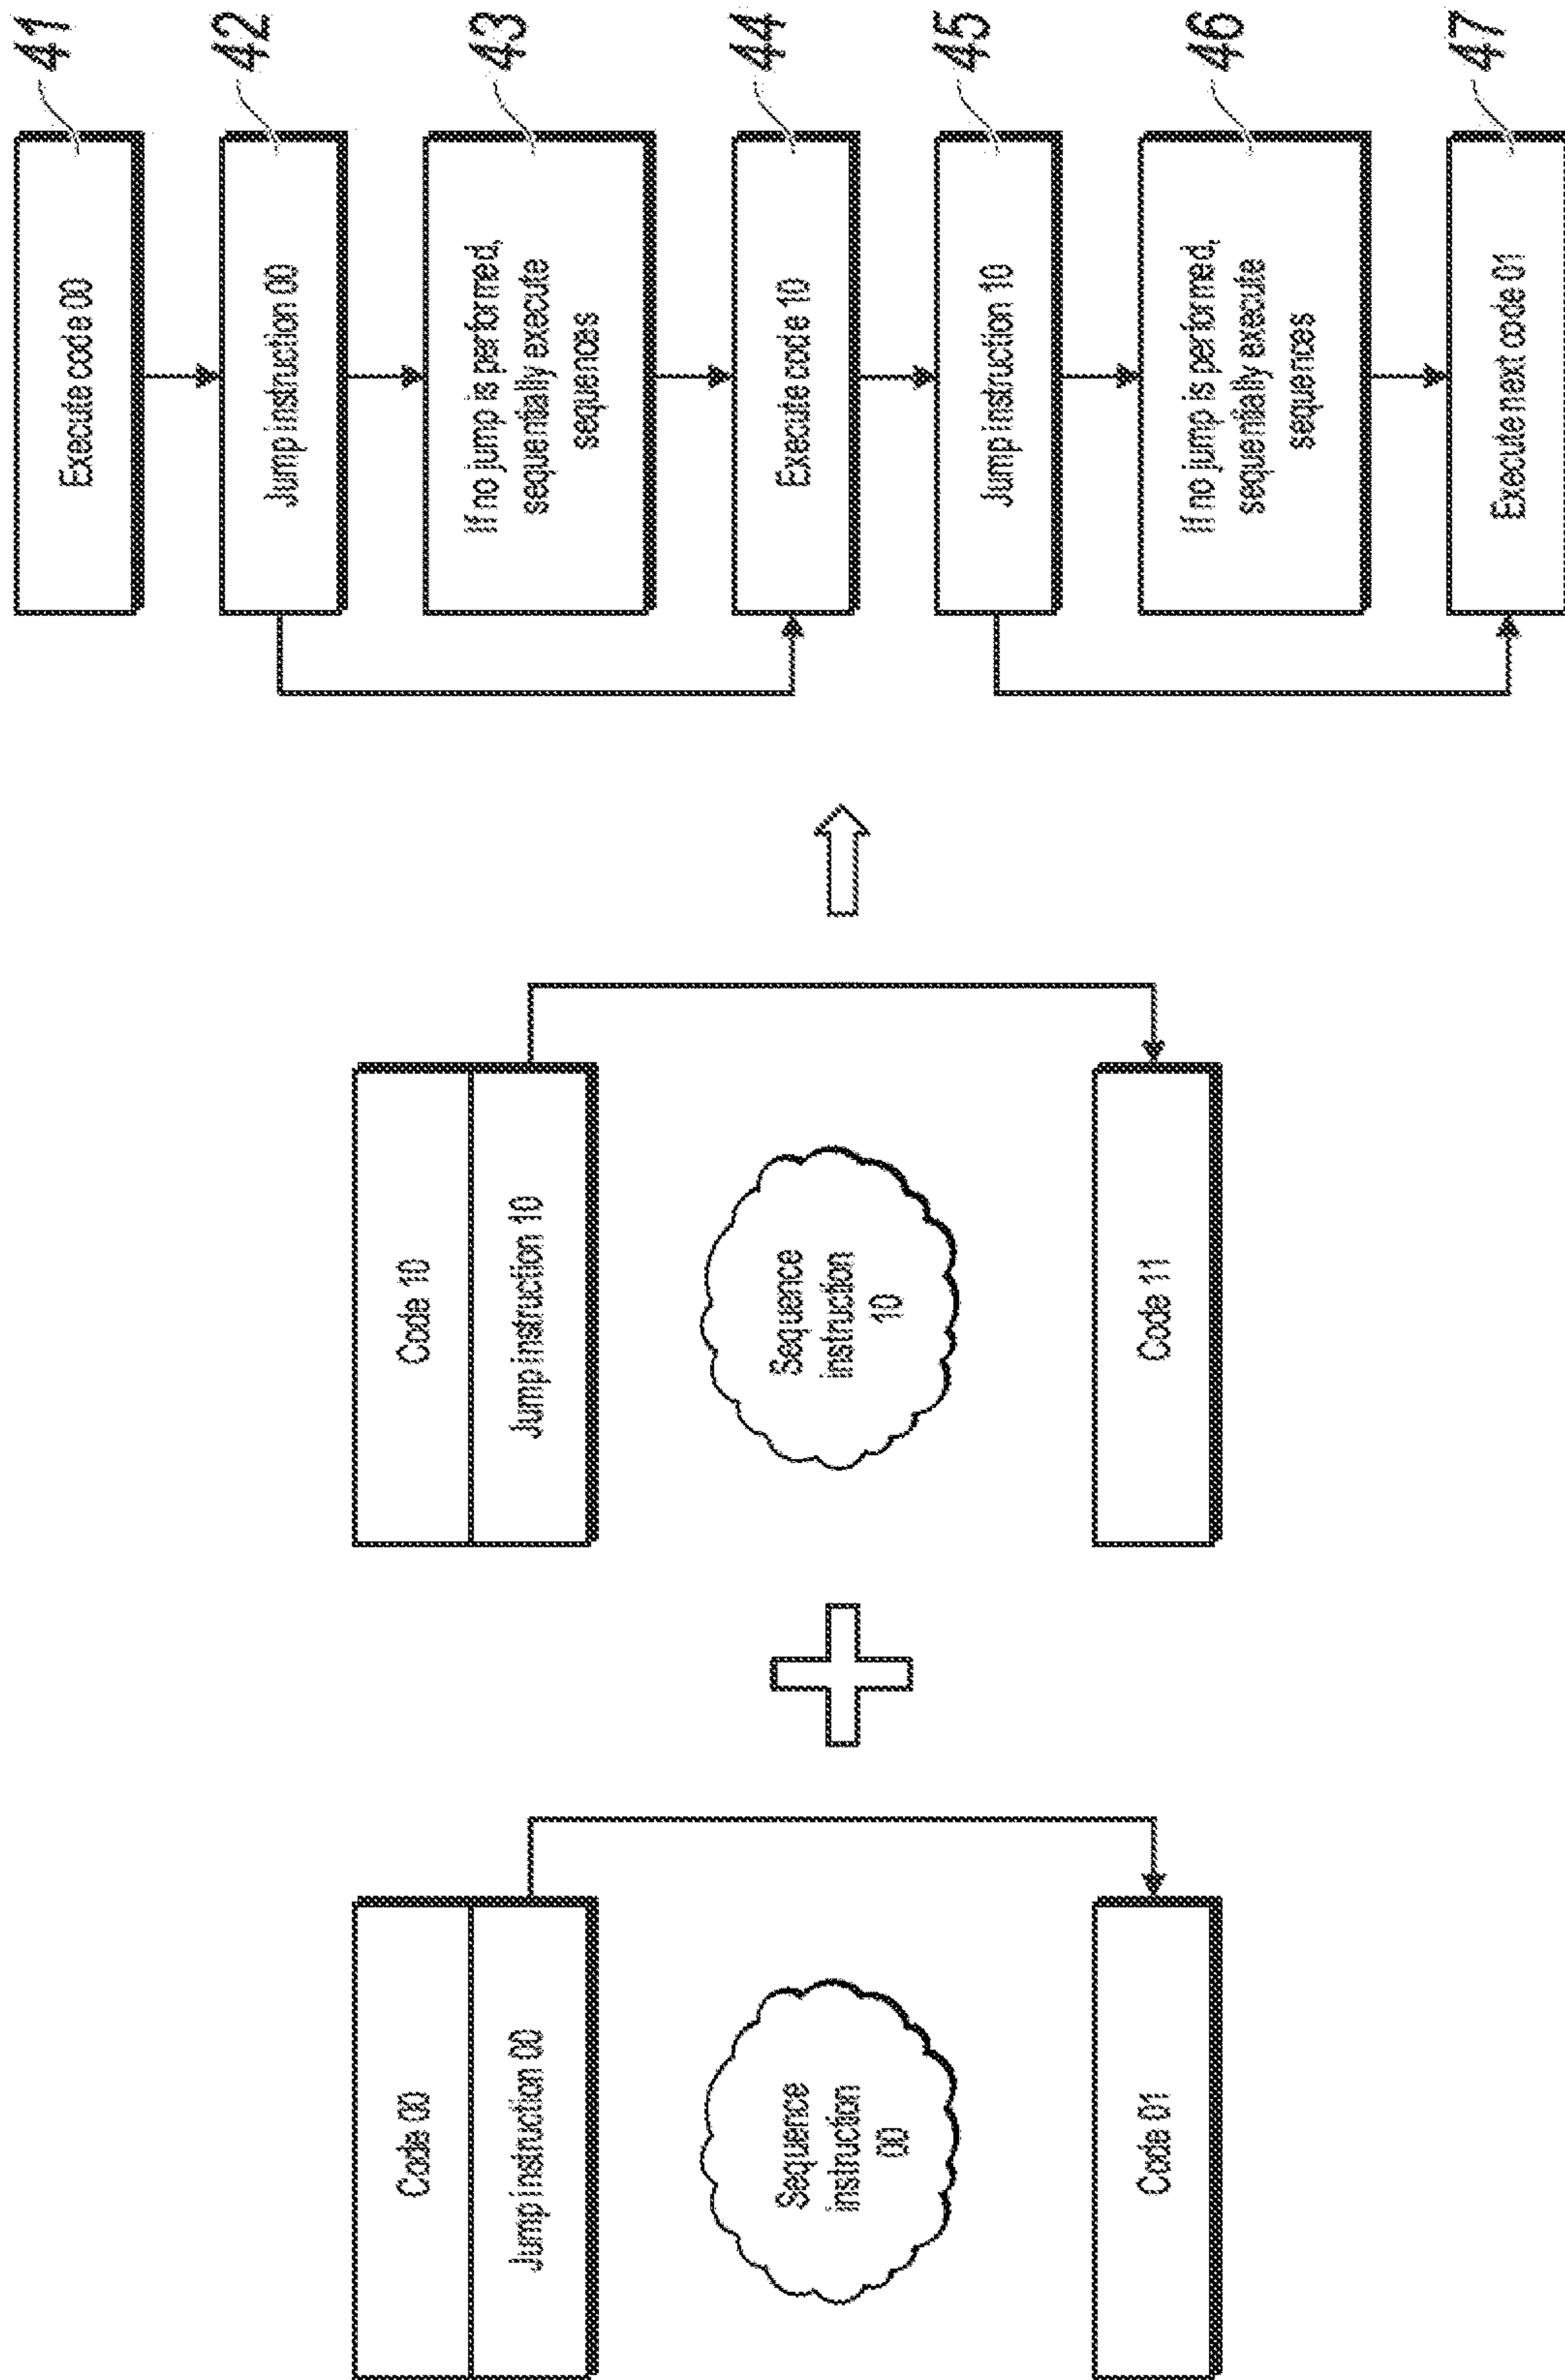 Code 00
Jump instruction 00
Sequence
instruction
00
Code 01
Code 10
Jump instruction 10
Sequence
instruction
10
Code 11
Execute code 00
41
Jump instruction 00
42
If no jump is performed,
sequentially execute
sequences
43
Execute code 10
44
Jump instruction 10
45
If no jump is performed,
sequentially execute
sequences
46
Execute next code 01
47